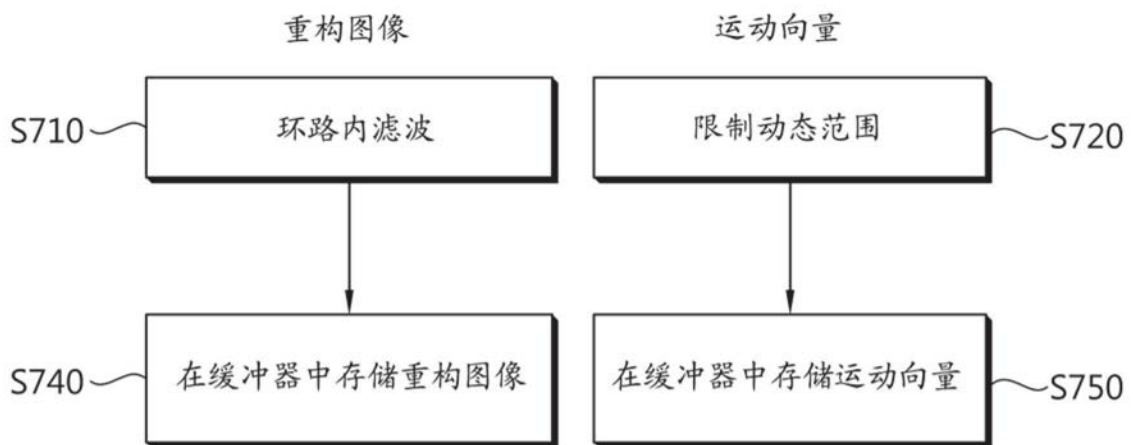 重构图像
运动向量
S710
环路内滤波
限制动态范围
S720
S740
在缓冲器中存储重构图像
在缓冲器中存储运动向量
S750